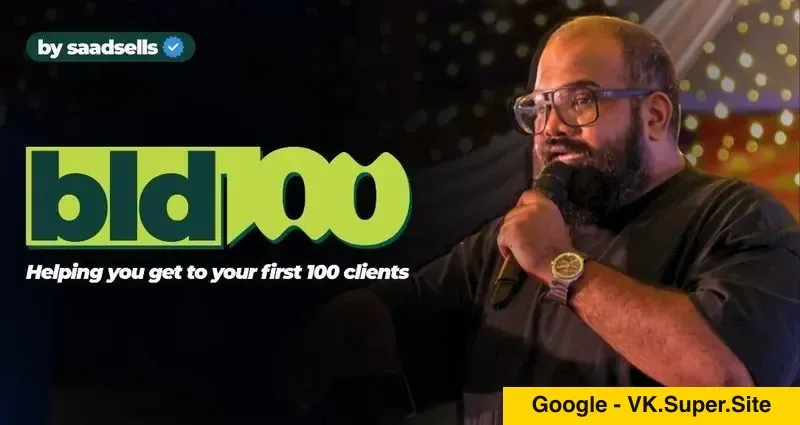 by saadsells
bld100
Helping you get to your first 100 clients
Google - VK.Super.Site